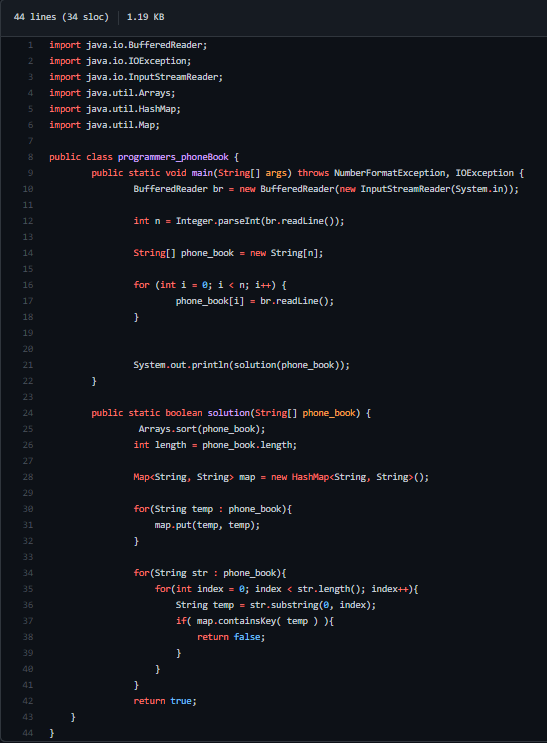 44 lines (34 sloc) 1.19 KB
1 import java.io.BufferedReader;
2 import java.io.IOException;
3 import java.io.InputStreamReader;
4 import java.util.Arrays;
5 import java.util.HashMap;
6 import java.util.Map;
7
8 public class programmers_phoneBook {
9 public static void main(String[] args) throws NumberFormatException, IOException {
10 BufferedReader br = new BufferedReader(new InputStreamReader(System.in));
11
12 int n = Integer.parseInt(br.readLine());
13
14 String[] phone_book = new String[n];
15
16 for (int i = 0; i < n; i++) {
17 phone_book[i] = br.readLine();
18 }
19
20
21 System.out.println(solution(phone_book));
22 }
23
24 public static boolean solution(String[] phone_book) {
25 Arrays.sort(phone_book);
26 int length = phone_book.length;
27
28 Map<String, String> map = new HashMap<String, String>();
29
30 for(String temp : phone_book){
31 map.put(temp, temp);
32 }
33
34 for(String str : phone_book){
35 for(int index = 0; index < str.length(); index++){
36 String temp = str.substring(0, index);
37 if( map.containsKey( temp ) ){
38 return false;
39 }
40 }
41 }
42 return true;
43 }
44 }